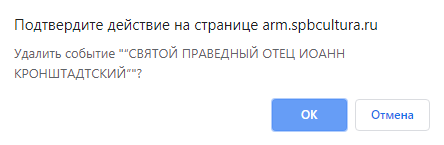 Подтвердите действие на странице arm.spbcultura.ru
Удалить событие ""СВЯТОЙ ПРАВЕДНЫЙ ОТЕЦ ИОАНН
КРОНШТАДТСКИЙ""?
ОК
Отмена